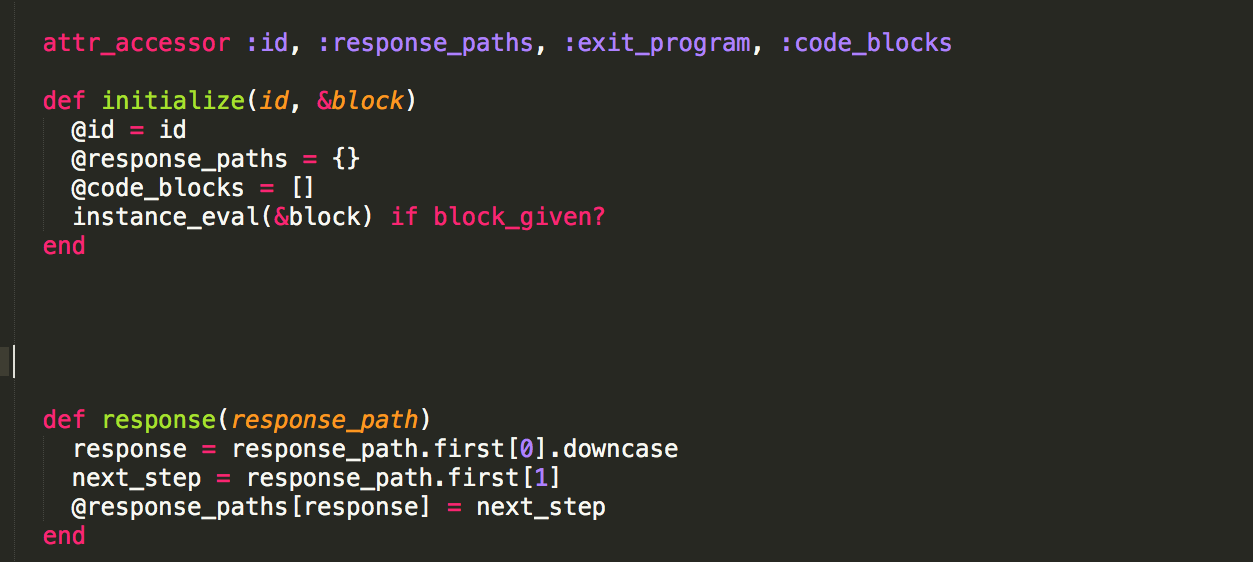 attr_accessor :id, :response_paths, :exit_program, :code_blocks
def initialize(id, &block)
@id = id
@response_paths = {}
@code_blocks = []
instance_eval(&block) if block_given?
end
def response(response_path)
response = response_path.first[0].downcase
next_step = response_path.first[1]
@response_paths[response] = next_step
end